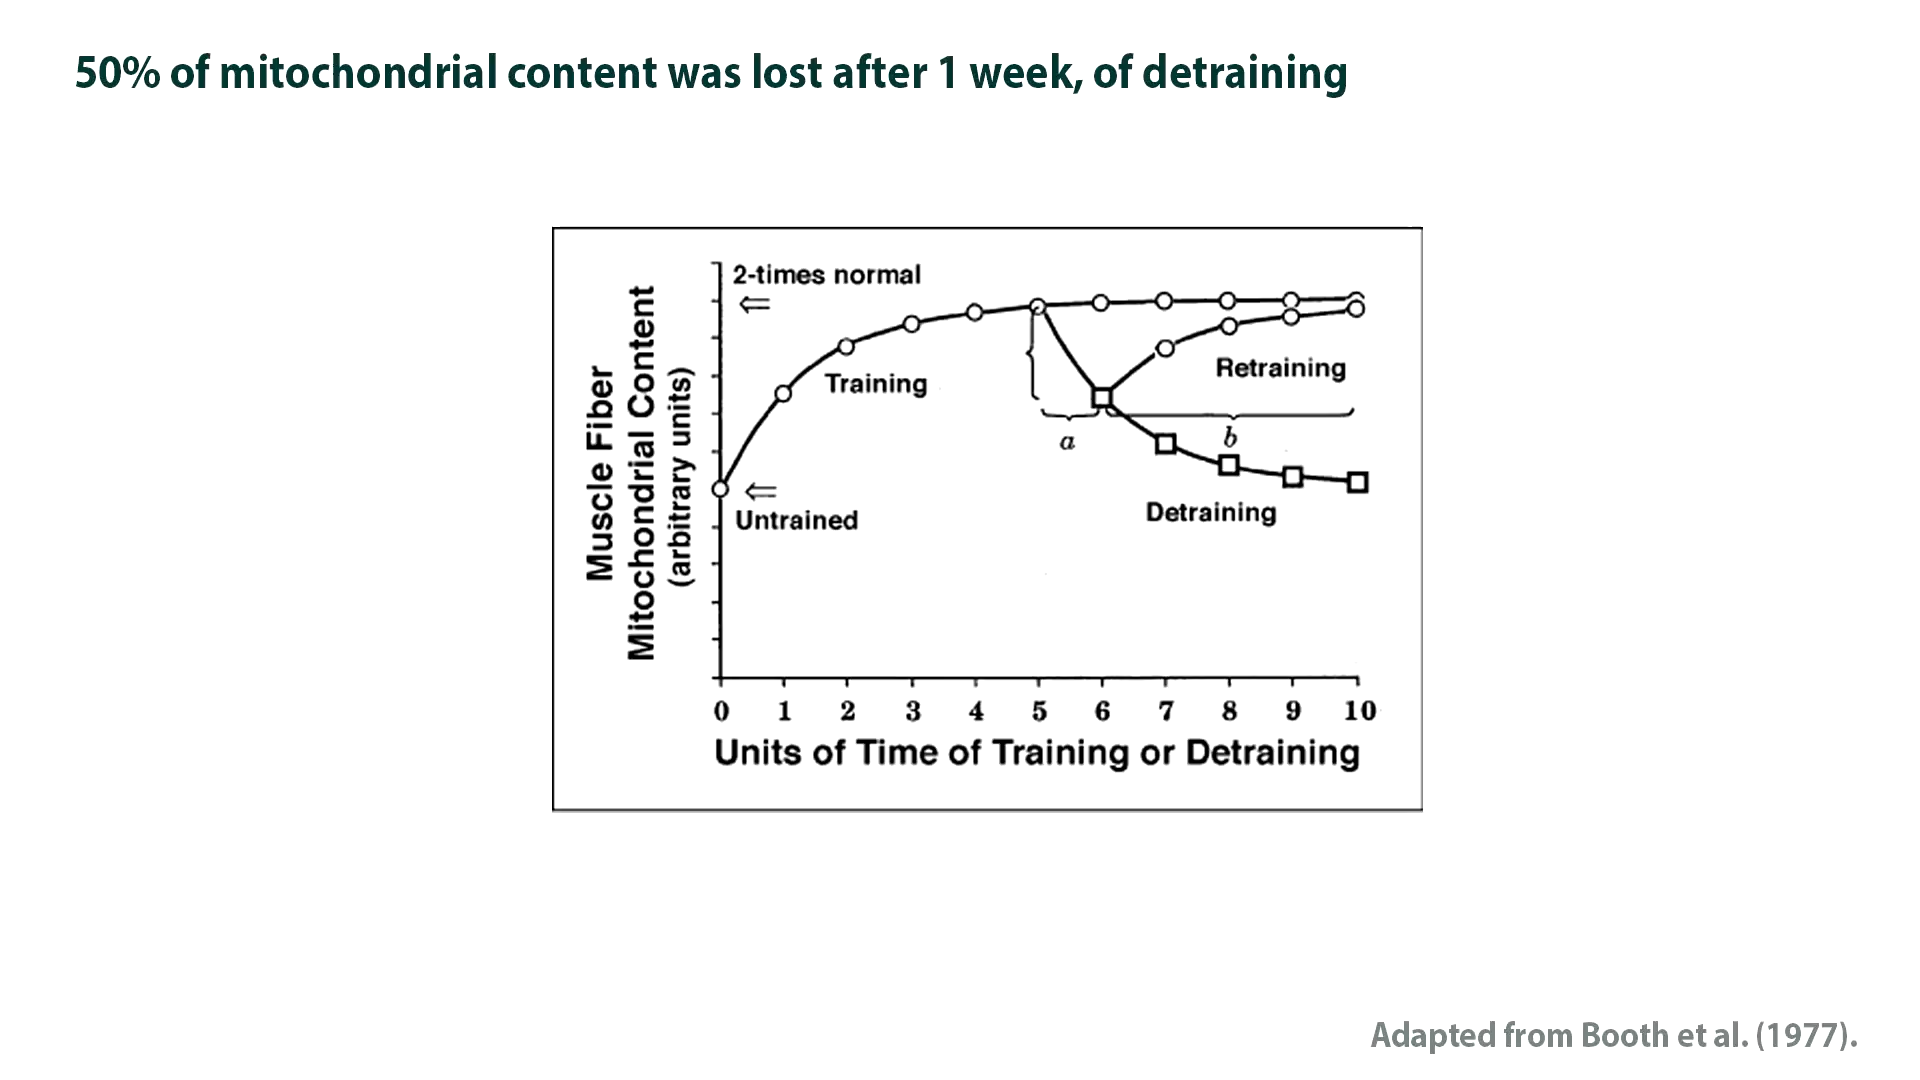 50% of mitochondrial content was lost after 1 week, of detraining
Muscle Fiber
Mitochondrial Content
(arbitrary units)
2-times normal
⇐
Training
Retraining
a
b
⇐
Untrained
Detraining
0 1 2 3 4 5 6 7 8 9 10
Units of Time of Training or Detraining
Adapted from Booth et al. (1977).